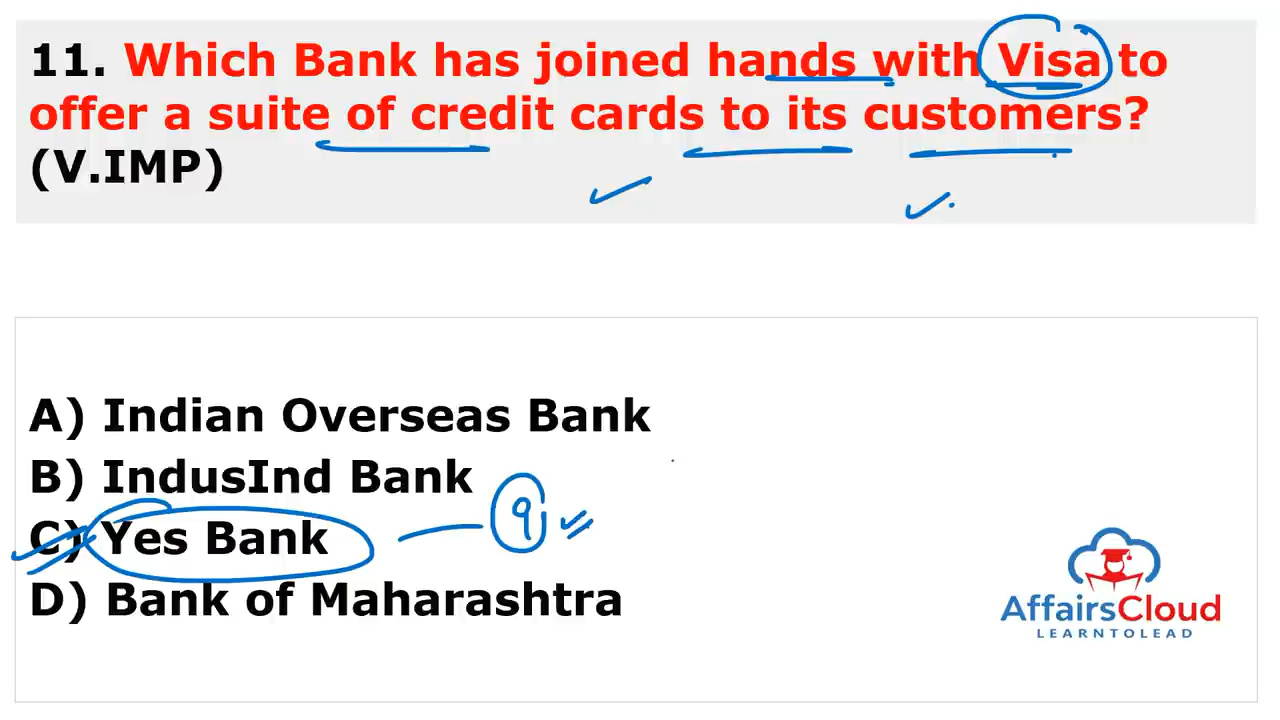 11. Which Bank has joined hands with Visa to
offer a suite of credit cards to its customers?
(V.IMP)
A) Indian Overseas Bank
B) IndusInd Bank
C) Yes Bank
9
D) Bank of Maharashtra
AffairsCloud
LEARNTOLEAD